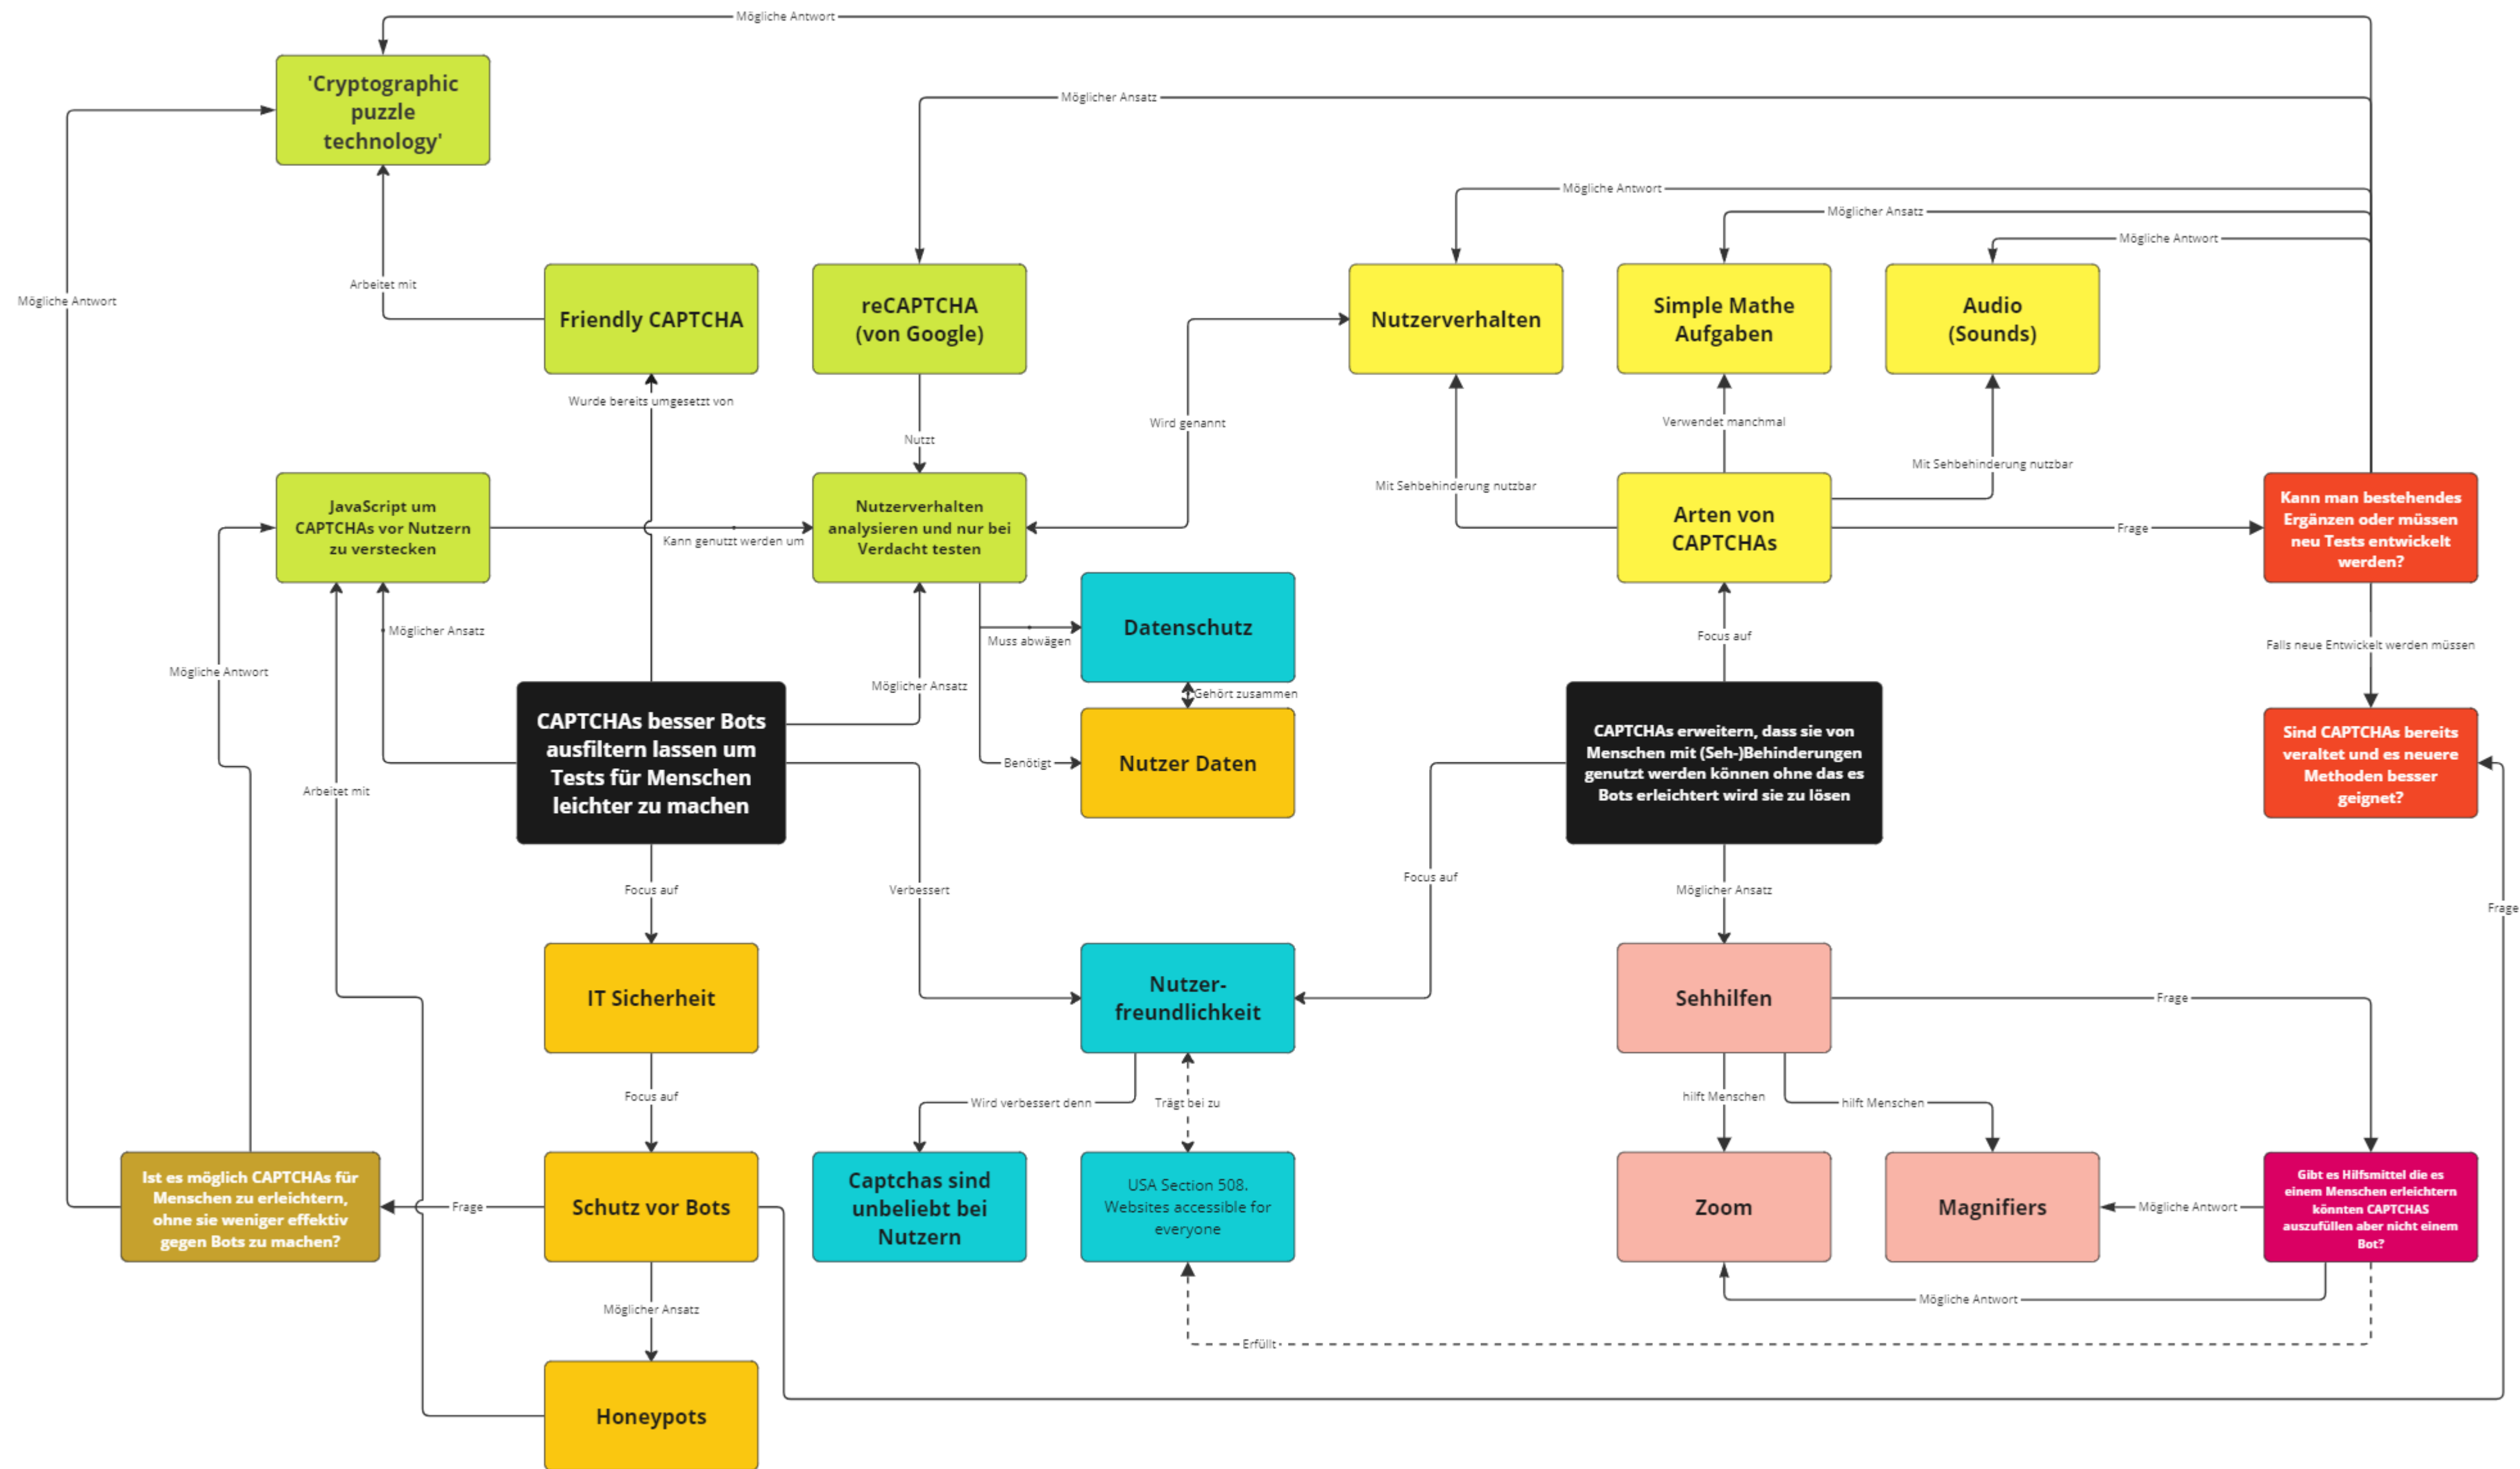 Mögliche Antwort
'Cryptographic
puzzle
technology'
Möglicher Ansatz
Mögliche Antwort
Möglicher Ansatz
Mögliche Antwort
Arbeitet mit
Mögliche Antwort
Friendly CAPTCHA
reCAPTCHA
(von Google)
Nutzerverhalten
Simple Mathe
Aufgaben
Audio
(Sounds)
Wurde bereits umgesetzt von
Nutzt
Wird genannt
Verwendet manchmal
Mit Sehbehinderung nutzbar
Mit Sehbehinderung nutzbar
JavaScript um
CAPTCHAs vor Nutzern
zu verstecken
Kann genutzt werden um
Nutzerverhalten
analysieren und nur bei
Verdacht testen
Arten von
CAPTCHAs
Frage
Kann man bestehendes
Ergänzen oder müssen
neu Tests entwickelt
werden?
Möglicher Ansatz
Muss abwägen
Datenschutz
Focus auf
Falls neue Entwickelt werden müssen
Mögliche Antwort
Möglicher Ansatz
Gehört zusammen
CAPTCHAs besser Bots
ausfiltern lassen um
Tests für Menschen
leichter zu machen
Benötigt
Nutzer Daten
CAPTCHAs erweitern, dass sie von
Menschen mit (Seh-)Behinderungen
genutzt werden können ohne das es
Bots erleichtert wird sie zu lösen
Sind CAPTCHAs bereits
veraltet und es neuere
Methoden besser
geignet?
Arbeitet mit
Focus auf
Verbessert
Focus auf
Möglicher Ansatz
Frage
IT Sicherheit
Nutzer-
freundlichkeit
Sehhilfen
Frage
Focus auf
Wird verbessert denn
Trägt bei zu
hilft Menschen
hilft Menschen
Ist es möglich CAPTCHAs für
Menschen zu erleichtern,
ohne sie weniger effektiv
gegen Bots zu machen?
Frage
Schutz vor Bots
Captchas sind
unbeliebt bei
Nutzern
USA Section 508.
Websites accessible for
everyone
Zoom
Magnifiers
Mögliche Antwort
Gibt es Hilfsmittel die es
einem Menschen erleichtern
könnten CAPTCHAS
auszufüllen aber nicht einem
Bot?
Möglicher Ansatz
Mögliche Antwort
Erfüllt
Honeypots